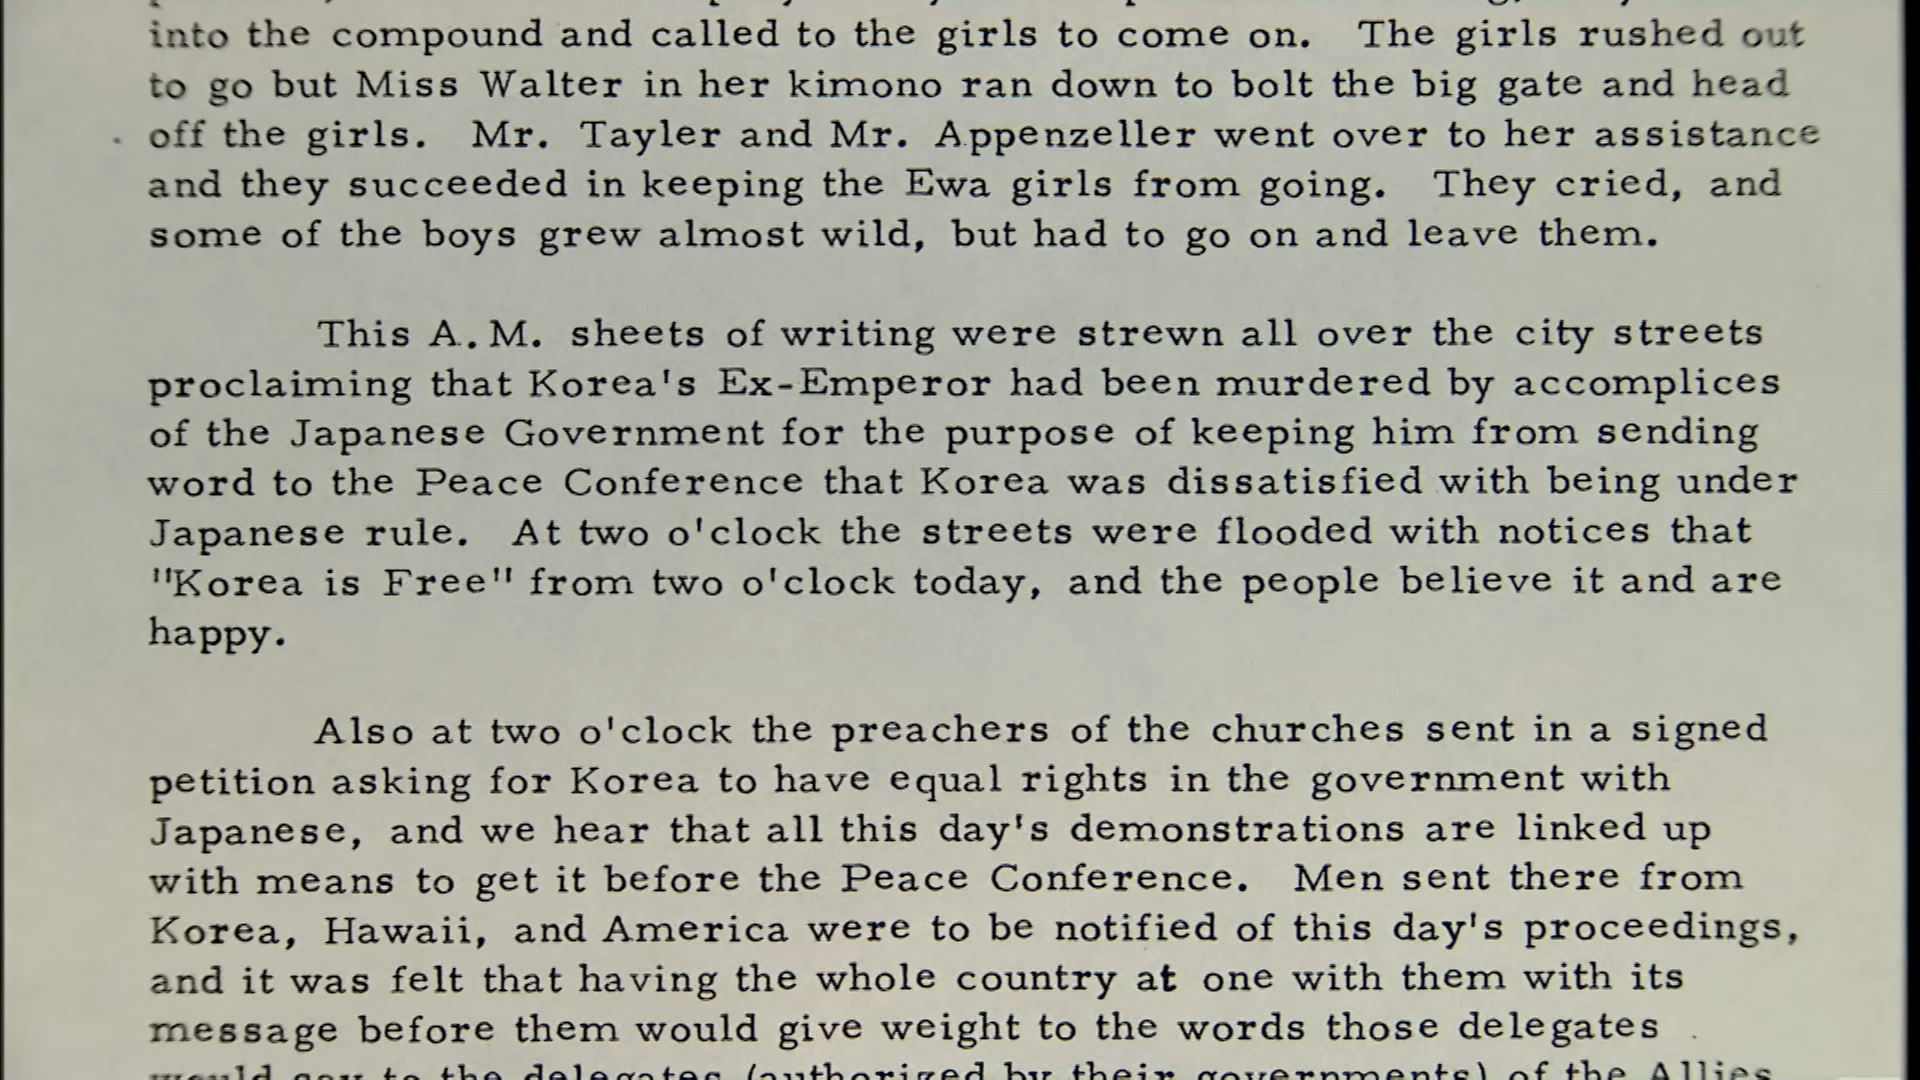 into the compound and called to the girls to come on. The girls rushed out
to go but Miss Walter in her kimono ran down to bolt the big gate and head
off the girls. Mr. Tayler and Mr. Appenzeller went over to her assistance
and they succeeded in keeping the Ewa girls from going. They cried, and
some of the boys grew almost wild, but had to go on and leave them.
This A.M. sheets of writing were strewn all over the city streets
proclaiming that Korea's Ex-Emperor had been murdered by accomplices
of the Japanese Government for the purpose of keeping him from sending
word to the Peace Conference that Korea was dissatisfied with being under
Japanese rule. At two o'clock the streets were flooded with notices that
"Korea is Free" from two o'clock today, and the people believe it and are
happy.
Also at two o'clock the preachers of the churches sent in a signed
petition asking for Korea to have equal rights in the government with
Japanese, and we hear that all this day's demonstrations are linked up
with means to get it before the Peace Conference. Men sent there from
Korea, Hawaii, and America were to be notified of this day's proceedings,
and it was felt that having the whole country at one with them with its
message before them would give weight to the words those delegates
would say to the delegates (authorized by their governments) of the Allies